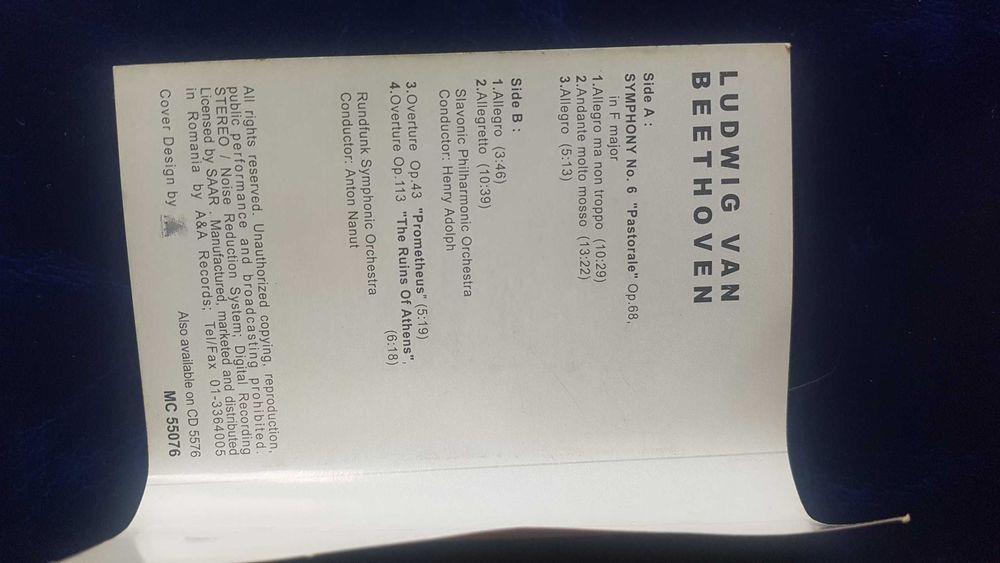 LUDWIG VAN
BEETHOVEN
Side A :
SYMPHONY No. 6 "Pastorale" Op.68,
in F major
1.Allegro ma non troppo (10:29)
2.Andante molto mosso (13:22)
3.Allegro (5:13)
Side B :
1.Allegro (3:46)
2.Allegretto (10:39)
Slavonic Philharmonic Orchestra
Conductor: Henry Adolph
3.Overture Op.43 "Prometheus" (5:19)
4.Overture Op.113 "The Ruins Of Athens",
(6:18)
Rundfunk Symphonic Orchestra
Conductor: Anton Nanut
All rights reserved. Unauthorized copying, reproduction,
public performance and broadcasting prohibited.
STEREO / Noise Reduction System; Digital Recording
Licensed by SAAR . Manufactured, marketed and distributed
in Romania by A&A Records; Tel/Fax 01-3364005
Also available on CD 5576
Cover Design by
MC 55076